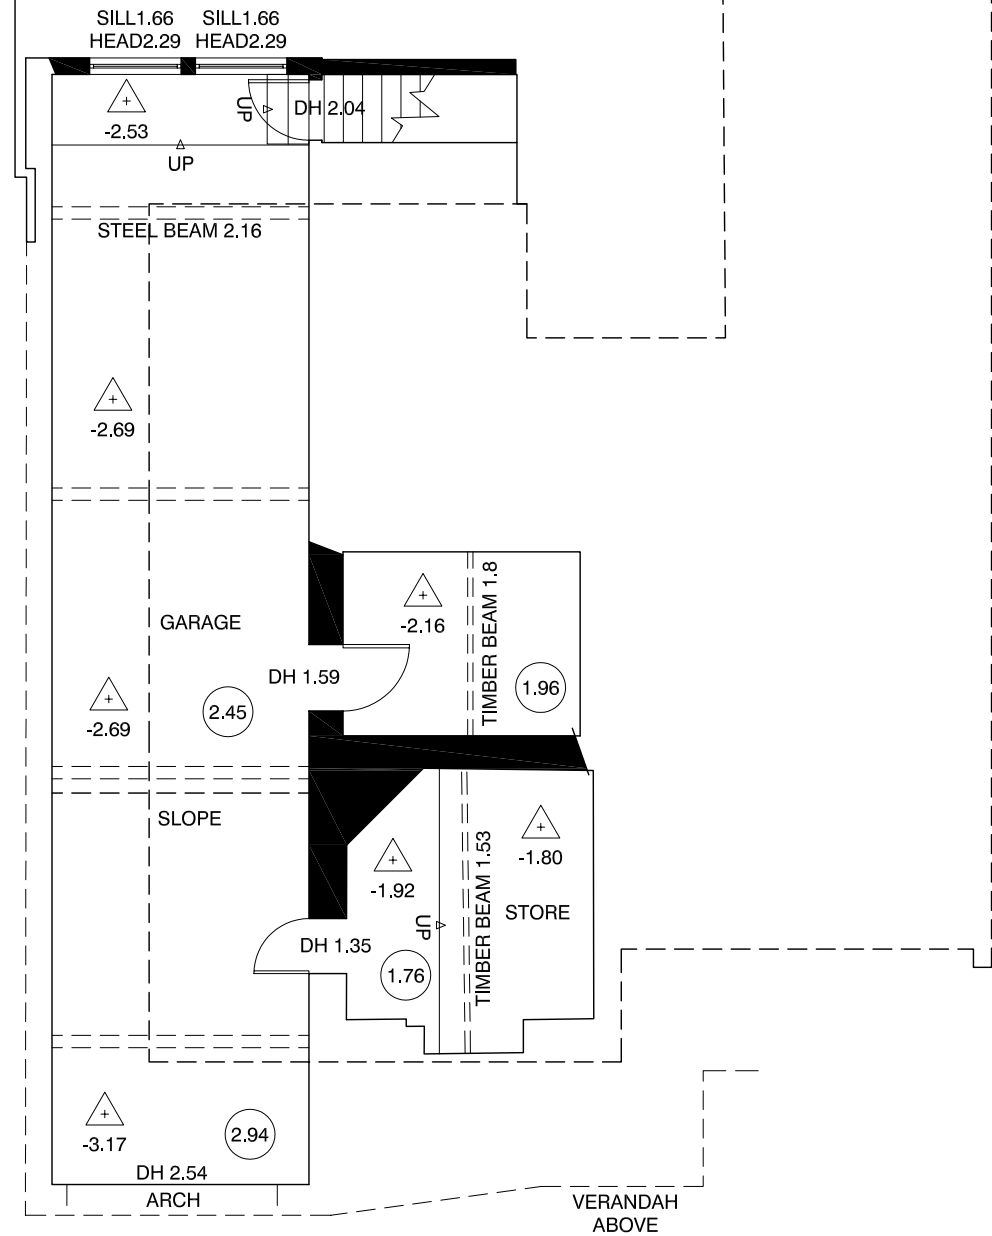 SILL1.66
HEAD2.29
SILL1.66
HEAD2.29
-2.53
UP
DH 2.04
UP
STEEL BEAM 2.16
-2.69
-2.16
TIMBER BEAM 1.8
GARAGE
DH 1.59
1.96
-2.69
2.45
SLOPE
-1.80
-1.92
TIMBER BEAM 1.53
STORE
UP
DH 1.35
1.76
-3.17
2.94
DH 2.54
ARCH
VERANDAH
ABOVE